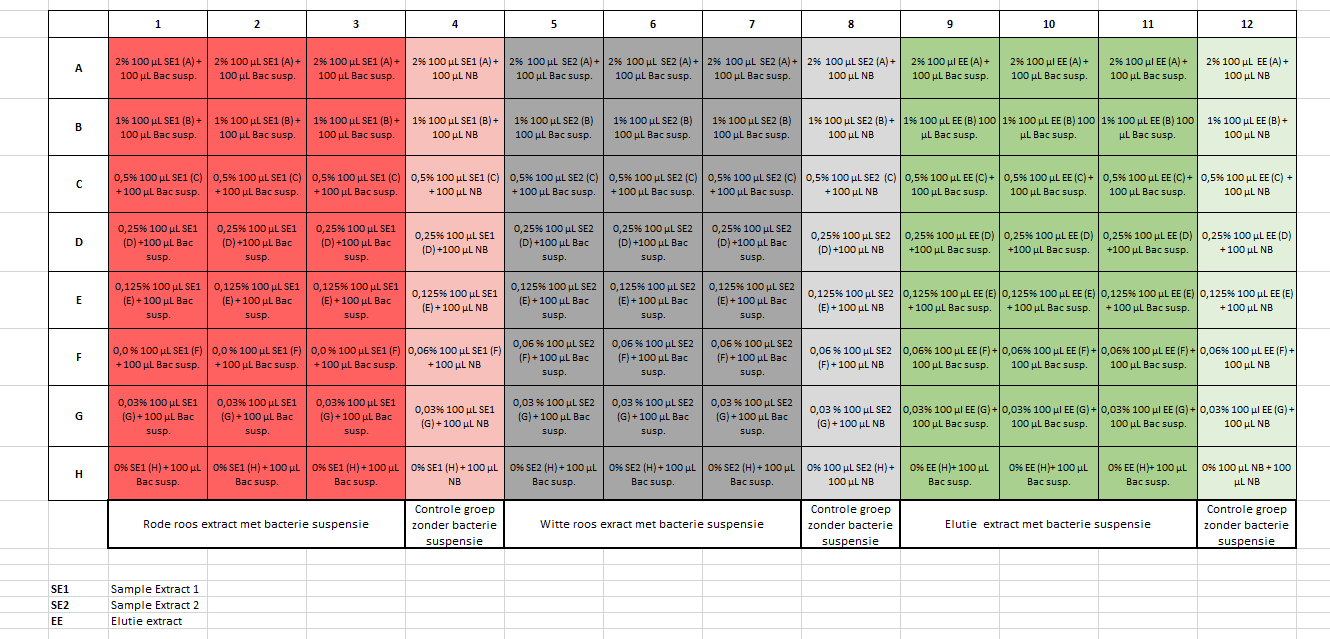 1 2 3 4 5 6 7 8 9 10 11 12
A
2% 100 µL SE1 (A) + 100 µL Bac susp.
2% 100 µL SE1 (A) + 100 µL Bac susp.
2% 100 µL SE1 (A) + 100 µL Bac susp.
2% 100 µL SE1 (A) + 100 µL NB
2% 100 µL SE2 (A) + 100 µL Bac susp.
2% 100 µL SE2 (A) + 100 µL Bac susp.
2% 100 µL SE2 (A) + 100 µL Bac susp.
2% 100 µL SE2 (A) + 100 µL NB
2% 100 µl EE (A) + 100 µL Bac susp.
2% 100 µl EE (A) + 100 µL Bac susp.
2% 100 µl EE (A) + 100 µL Bac susp.
2% 100 µL EE (A) + 100 µL NB
B
1% 100 µL SE1 (B) + 100 µL Bac susp.
1% 100 µL SE1 (B) + 100 µL Bac susp.
1% 100 µL SE1 (B) + 100 µL Bac susp.
1% 100 µL SE1 (B) + 100 µL NB
1% 100 µL SE2 (B) 100 µL Bac susp.
1% 100 µL SE2 (B) 100 µL Bac susp.
1% 100 µL SE2 (B) 100 µL Bac susp.
1% 100 µL SE2 (B) + 100 µL NB
1% 100 µL EE (B) 100 µL Bac susp.
1% 100 µL EE (B) 100 µL Bac susp.
1% 100 µL EE (B) 100 µL Bac susp.
1% 100 µL EE (B) + 100 µL NB
C
0,5% 100 µL SE1 (C) + 100 µL Bac susp.
0,5% 100 µL SE1 (C) + 100 µL Bac susp.
0,5% 100 µL SE1 (C) + 100 µL Bac susp.
0,5% 100 µL SE1 (C) + 100 µL NB
0,5% 100 µL SE2 (C) + 100 µL Bac susp.
0,5% 100 µL SE2 (C) + 100 µL Bac susp.
0,5% 100 µL SE2 (C) + 100 µL Bac susp.
0,5% 100 µL SE2 (C) + 100 µL NB
0,5% 100 µL EE (C) + 100 µL Bac susp.
0,5% 100 µL EE (C) + 100 µL Bac susp.
0,5% 100 µL EE (C) + 100 µL Bac susp.
0,5% 100 µL EE (C) + 100 µL NB
D
0,25% 100 µL SE1 (D) +100 µL Bac susp.
0,25% 100 µL SE1 (D) +100 µL Bac susp.
0,25% 100 µL SE1 (D) +100 µL Bac susp.
0,25% 100 µL SE1 (D) +100 µL NB
0,25% 100 µL SE2 (D) +100 µL Bac susp.
0,25% 100 µL SE2 (D) +100 µL Bac susp.
0,25% 100 µL SE2 (D) +100 µL Bac susp.
0,25% 100 µL SE2 (D) +100 µL NB
0,25% 100 µL EE (D) +100 µL Bac susp.
0,25% 100 µL EE (D) +100 µL Bac susp.
0,25% 100 µL EE (D) +100 µL Bac susp.
0,25% 100 µL EE (D) + 100 µL NB
E
0,125% 100 µL SE1 (E) + 100 µL Bac susp.
0,125% 100 µL SE1 (E) + 100 µL Bac susp.
0,125% 100 µL SE1 (E) + 100 µL Bac susp.
0,125% 100 µL SE1 (E) + 100 µL NB
0,125% 100 µL SE2 (E) + 100 µL Bac susp.
0,125% 100 µL SE2 (E) + 100 µL Bac susp.
0,125% 100 µL SE2 (E) + 100 µL Bac susp.
0,125% 100 µL SE2 (E) + 100 µL NB
0,125% 100 µL EE (E) + 100 µL Bac susp.
0,125% 100 µL EE (E) + 100 µL Bac susp.
0,125% 100 µL EE (E) + 100 µL Bac susp.
0,125% 100 µL EE (E) + 100 µL NB
F
0,0 % 100 µL SE1 (F) + 100 µL Bac susp.
0,0 % 100 µL SE1 (F) + 100 µL Bac susp.
0,0 % 100 µL SE1 (F) + 100 µL Bac susp.
0,06% 100 µL SE1 (F) + 100 µL NB
0,06 % 100 µL SE2 (F) + 100 µL Bac susp.
0,06 % 100 µL SE2 (F) + 100 µL Bac susp.
0,06 % 100 µL SE2 (F) + 100 µL Bac susp.
0,06 % 100 µL SE2 (F) + 100 µL NB
0,06% 100 µL EE (F) + 100 µL Bac susp.
0,06% 100 µL EE (F) + 100 µL Bac susp.
0,06% 100 µL EE (F) + 100 µL Bac susp.
0,06% 100 µL EE (F) + 100 µL NB
G
0,03% 100 µL SE1 (G) + 100 µL Bac susp.
0,03% 100 µL SE1 (G) + 100 µL Bac susp.
0,03% 100 µL SE1 (G) + 100 µL Bac susp.
0,03% 100 µL SE1 (G) + 100 µL NB
0,03 % 100 µL SE2 (G) + 100 µL Bac susp.
0,03 % 100 µL SE2 (G) + 100 µL Bac susp.
0,03 % 100 µL SE2 (G) + 100 µL Bac susp.
0,03 % 100 µL SE2 (G) + 100 µL NB
0,03% 100 µl EE (G) + 100 µL Bac susp.
0,03% 100 µl EE (G) + 100 µL Bac susp.
0,03% 100 µl EE (G) + 100 µL Bac susp.
0,03% 100 µl EE (G) + 100 µL NB
H
0% SE1 (H) + 100 µL Bac susp.
0% SE1 (H) + 100 µL Bac susp.
0% SE1 (H) + 100 µL Bac susp.
0% SE1 (H) + 100 µL NB
0% SE2 (H) + 100 µL Bac susp.
0% SE2 (H) + 100 µL Bac susp.
0% SE2 (H) + 100 µL Bac susp.
0% 100 µL SE2 (H) + 100 µL NB
0% EE (H)+ 100 µL Bac susp.
0% EE (H)+ 100 µL Bac susp.
0% EE (H)+ 100 µL Bac susp.
0% 100 µL NB + 100 µL NB
Rode roos extract met bacterie suspensie
Controle groep zonder bacterie suspensie
Witte roos exract met bacterie suspensie
Controle groep zonder bacterie suspensie
Elutie extract met bacterie suspensie
Controle groep zonder bacterie suspensie
SE1 Sample Extract 1
SE2 Sample Extract 2
EE Elutie extract